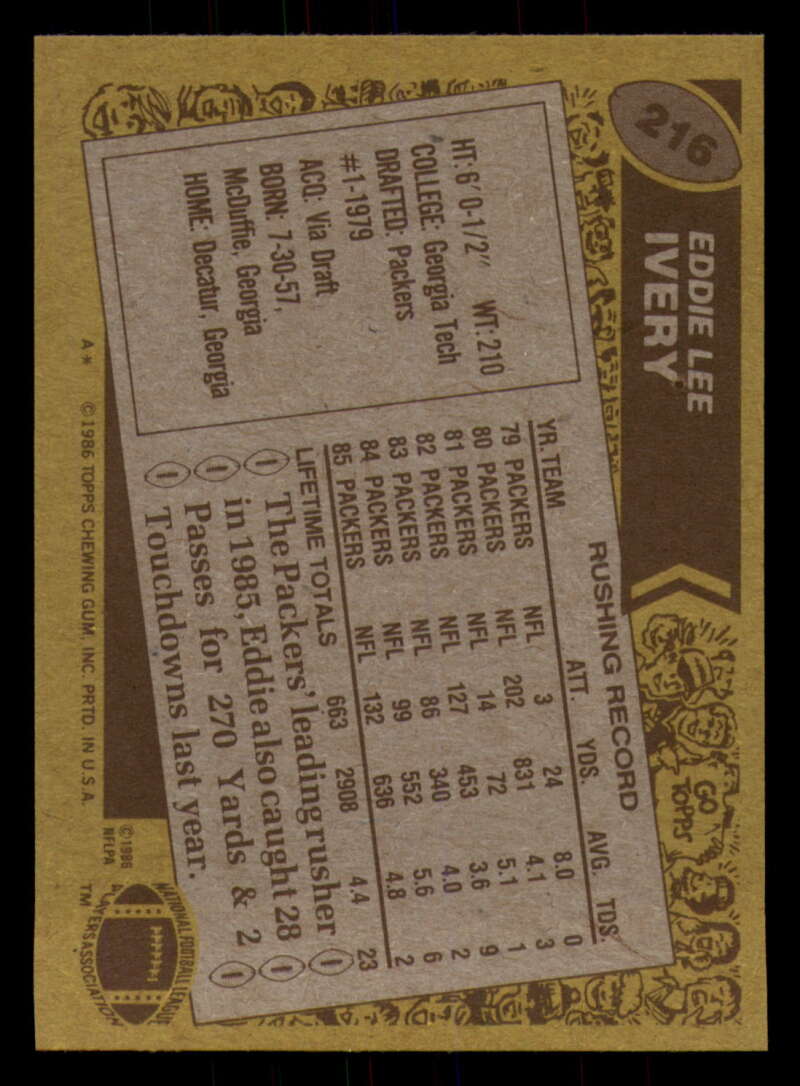 216
EDDIE LEE
IVERY
HT: 6'0-1/2" WT: 210
COLLEGE: Georgia Tech
DRAFTED: Packers
#1-1979
ACQ: Via Draft
BORN: 7-30-57,
McDuffie, Georgia
HOME: Decatur, Georgia
RUSHING RECORD
YR. TEAM ATT. YDS. AVG. TDS.
79 PACKERS NFL 3 24 8.0 0
80 PACKERS NFL 202 831 4.1 3
81 PACKERS NFL 14 72 5.1 1
82 PACKERS NFL 127 453 3.6 9
83 PACKERS NFL 86 340 4.0 2
84 PACKERS NFL 99 552 5.6 6
85 PACKERS NFL 132 636 4.8 2
LIFETIME TOTALS 663 2908 4.4 23
The Packers' leading rusher
in 1985, Eddie also caught 28
Passes for 270 Yards & 2
Touchdowns last year.
GO
TOPPS
A* ©1986 TOPPS CHEWING GUM, INC. PRTD. IN U.S.A.
©1986
NFLPA
NATIONAL FOOTBALL LEAGUE
PLAYERS ASSOCIATION
TM